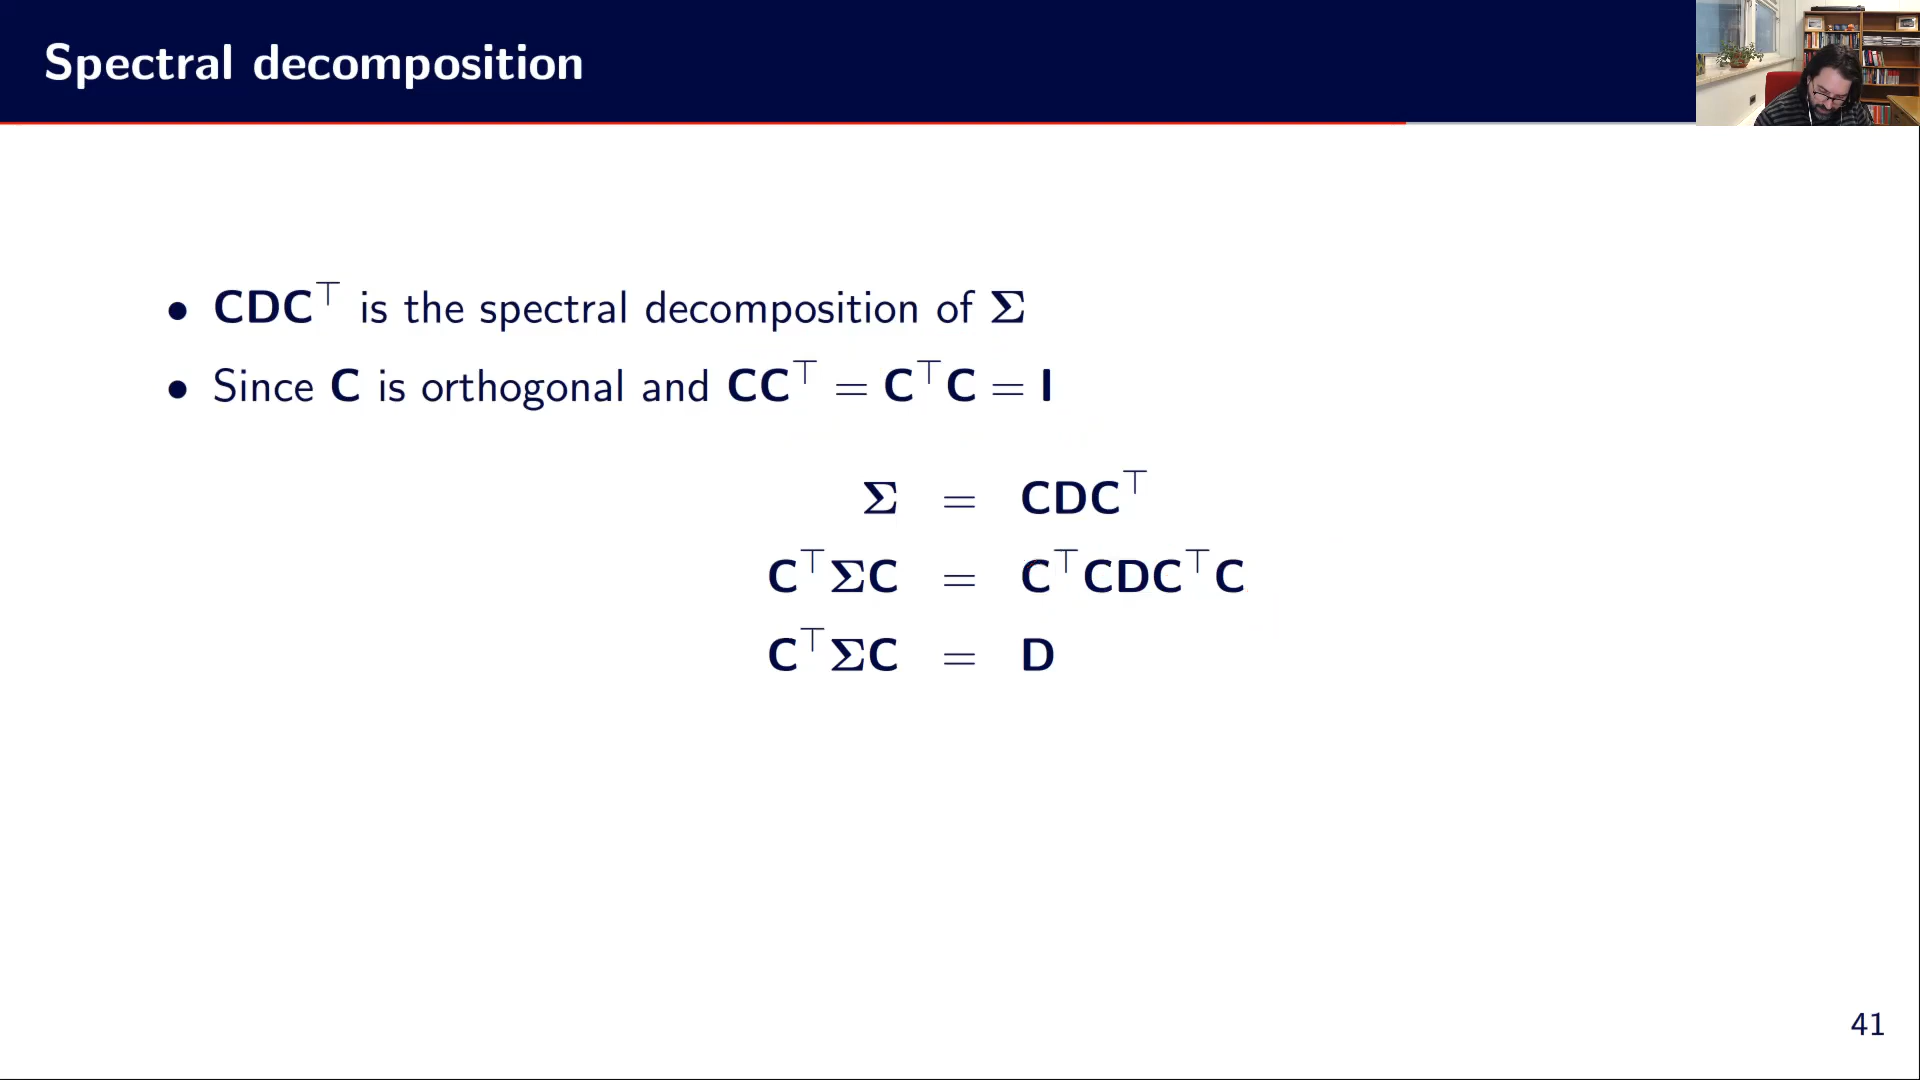 Spectral decomposition
• CDC⊤ is the spectral decomposition of Σ
• Since C is orthogonal and CC⊤ = C⊤C = I
Σ = CDC⊤
C⊤ΣC = C⊤CDC⊤C
C⊤ΣC = D
41